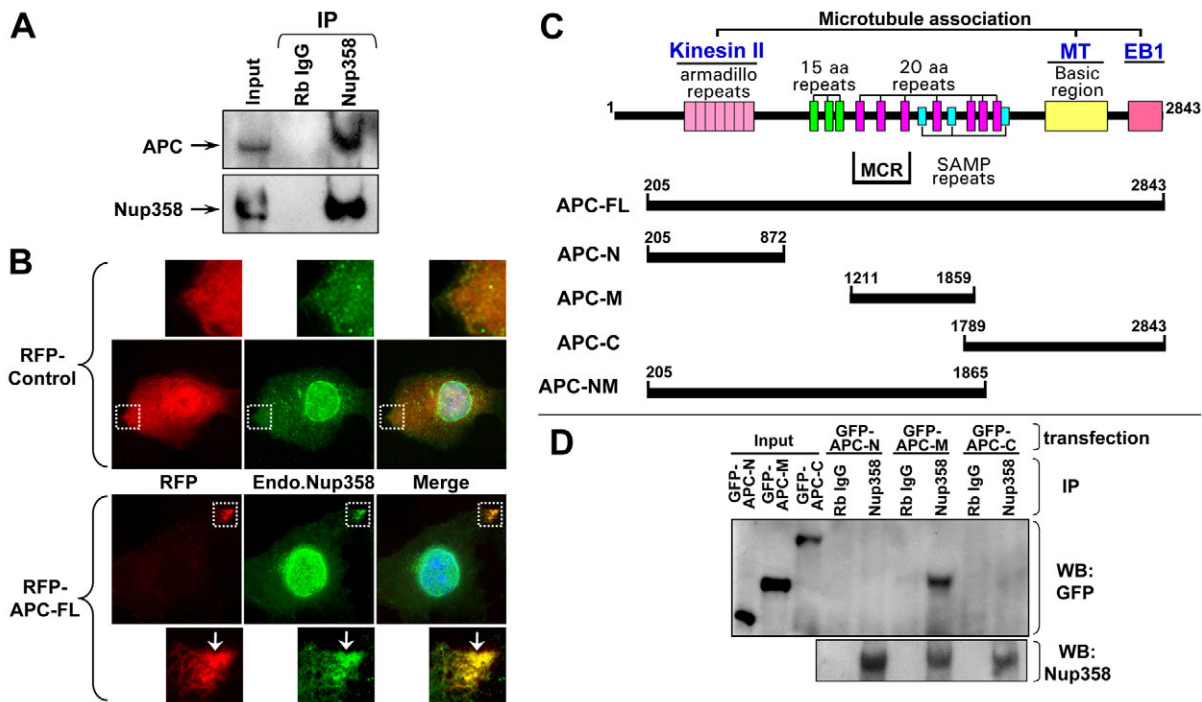 A
IP
Input
Rb IgG
Nup358
APC
Nup358
B
RFP-
Control
RFP
Endo.Nup358
Merge
RFP-
APC-FL
C
Microtubule association
Kinesin II
MT
EB1
armadillo
repeats
15 aa
repeats
20 aa
repeats
Basic
region
1
2843
MCR
SAMP
repeats
APC-FL
205
2843
APC-N
205
872
APC-M
1211
1859
APC-C
1789
2843
APC-NM
205
1865
D
Input
GFP-
APC-N
GFP-
APC-M
GFP-
APC-C
transfection
GFP-
APC-N
GFP-
APC-M
GFP-
APC-C
Rb IgG
Nup358
Rb IgG
Nup358
Rb IgG
Nup358
IP
WB:
GFP
WB:
Nup358